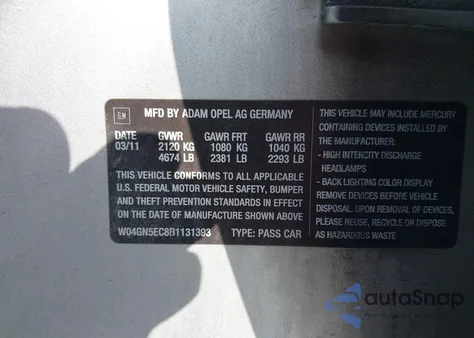 GM
MFD BY ADAM OPEL AG GERMANY
DATE GVWR GAWR FRT GAWR RR
03/11 2120 KG 1080 KG 1040 KG
4674 LB 2381 LB 2293 LB
THIS VEHICLE CONFORMS TO ALL APPLICABLE
U.S. FEDERAL MOTOR VEHICLE SAFETY, BUMPER
AND THEFT PREVENTION STANDARDS IN EFFECT
ON THE DATE OF MANUFACTURE SHOWN ABOVE
W04GN5EC8B1131393 TYPE: PASS CAR
THIS VEHICLE MAY INCLUDE MERCURY
CONTAINING DEVICES INSTALLED BY
THE MANUFACTURER:
- HIGH INTENCITY DISCHARGE
HEADLAMPS
- BACK LIGHTING COLOR DISPLAY
REMOVE DEVICES BEFORE VEHICLE
DISPOSAL. UPON REMOVAL OF DEVICES,
PLEASE REUSE, RECYCLE OR DISPOSE
AS HAZARDOUS WASTE
autoSnap